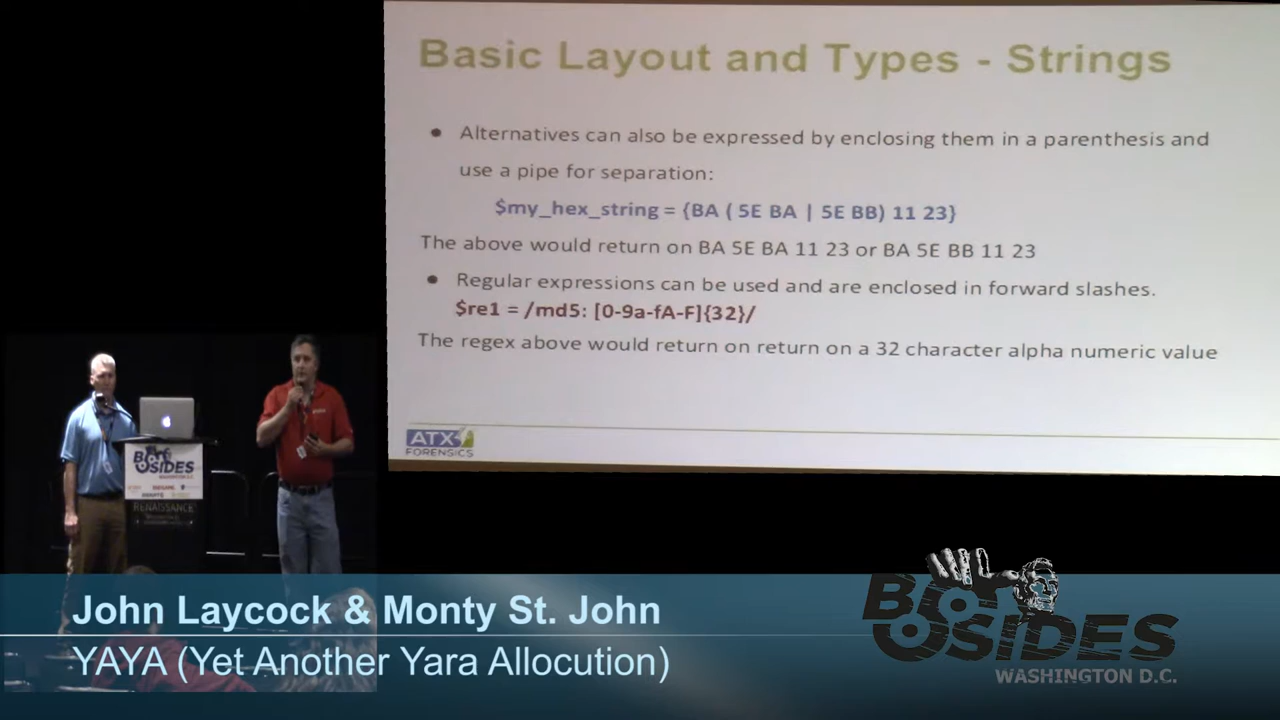 Basic Layout and Types - Strings
● Alternatives can also be expressed by enclosing them in a parenthesis and
use a pipe for separation:
$my_hex_string = {BA ( 5E BA | 5E BB) 11 23}
The above would return on BA 5E BA 11 23 or BA 5E BB 11 23
● Regular expressions can be used and are enclosed in forward slashes.
$re1 = /md5: [0-9a-fA-F]{32}/
The regex above would return on return on a 32 character alpha numeric value
ATX
FORENSICS
BSIDES
RENAISSANCE
John Laycock & Monty St. John
YAYA (Yet Another Yara Allocution)
BSIDES
WASHINGTON D.C.